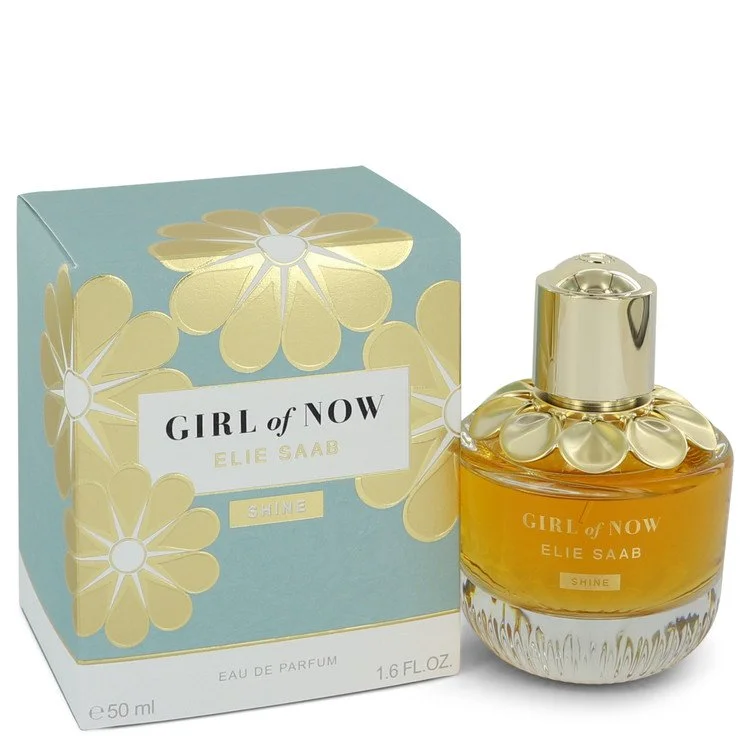 GIRL of NOW
ELIE SAAB
SHINE
EAU DE PARFUM
℮50 ml
1.6 FL.OZ.
GIRL of NOW
ELIE SAAB
SHINE